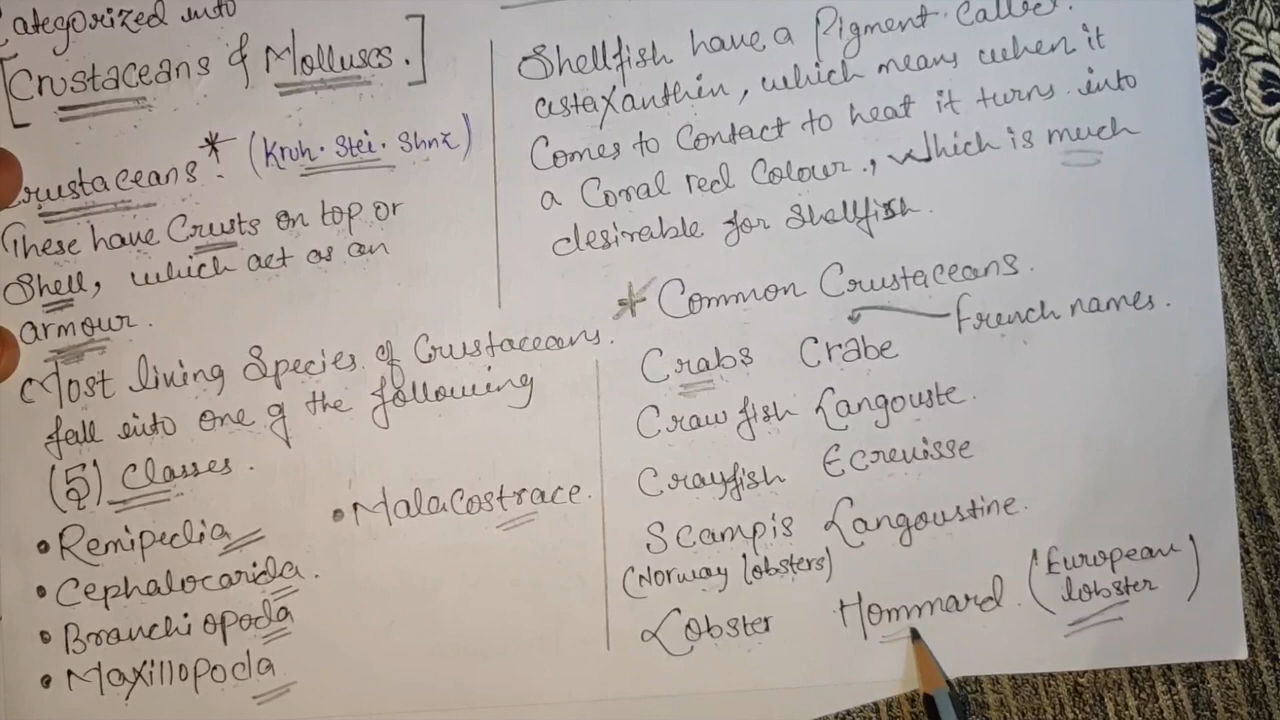 Categorized into
[Crustaceans & Molluscs.]
Crustaceans* : (Kruh. Stei. Shnz)
These have Crusts on top or
Shell, which act as an
armour.
Most living Species of Crustaceans.
fall into one of the following
(5) Classes.
• Remipedia
• Malacostrace.
• Cephalocarida.
• Branchiopoda
• Maxillopoda
Shellfish have a Pigment Called.
astaxanthin, which means when it
Comes to Contact to heat it turns into
a Coral red Colour., which is much
desirable for Shellfish.
* Common Crustaceans.
French names.
Crabs Crabe
Craw fish Langouste.
Crayfish Ecrevisse
Scampis Langoustine.
(Norway lobsters)
Lobster Hommard. (European lobster)